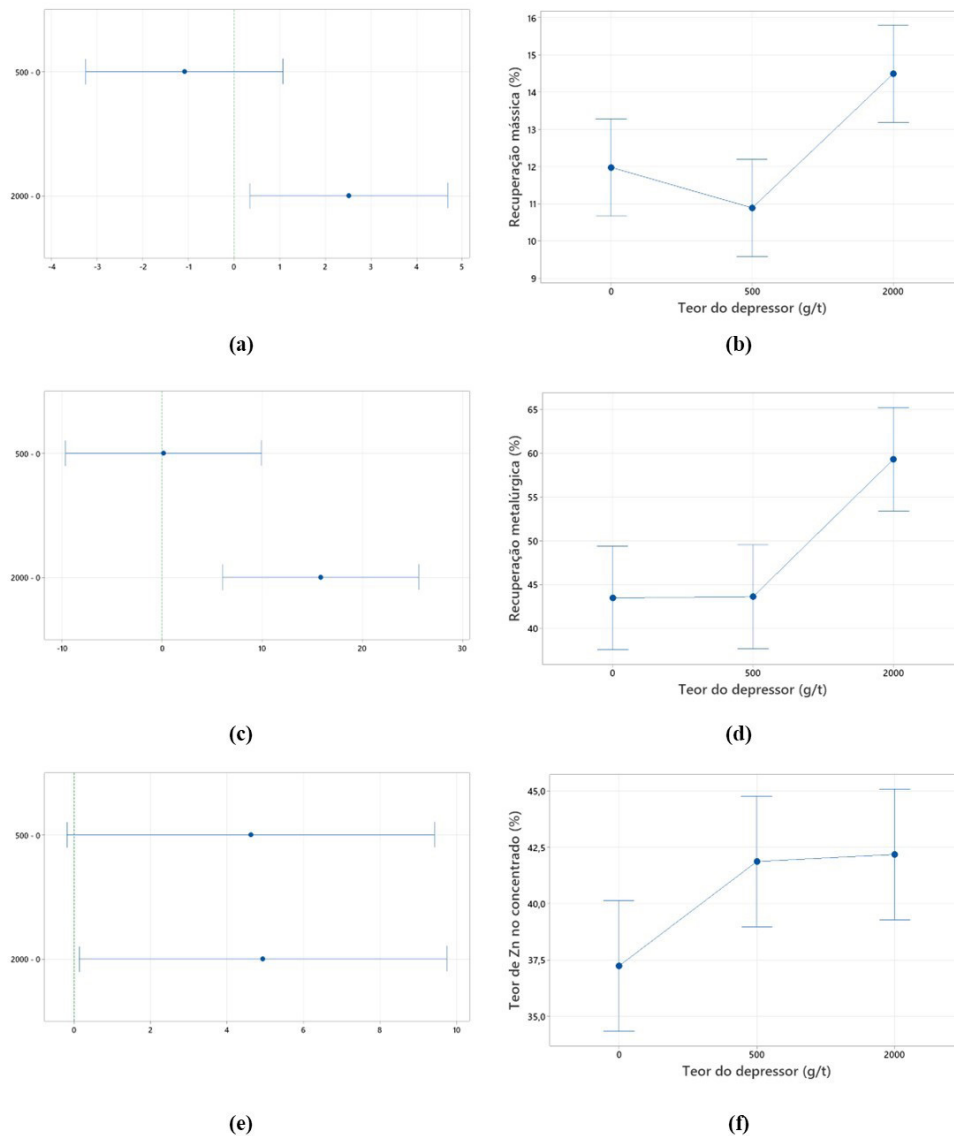 500 - 0
2000 - 0
-4 -3 -2 -1 0 1 2 3 4 5
(a)
Recuperação mássica (%)
16
15
14
13
12
11
10
9
0 500 2000
Teor do depressor (g/t)
(b)
500 - 0
2000 - 0
-10 0 10 20 30
(c)
Recuperação metalúrgica (%)
65
60
55
50
45
40
0 500 2000
Teor do depressor (g/t)
(d)
500 - 0
2000 - 0
0 2 4 6 8 10
(e)
Teor de Zn no concentrado (%)
45,0
42,5
40,0
37,5
35,0
0 500 2000
Teor do depressor (g/t)
(f)